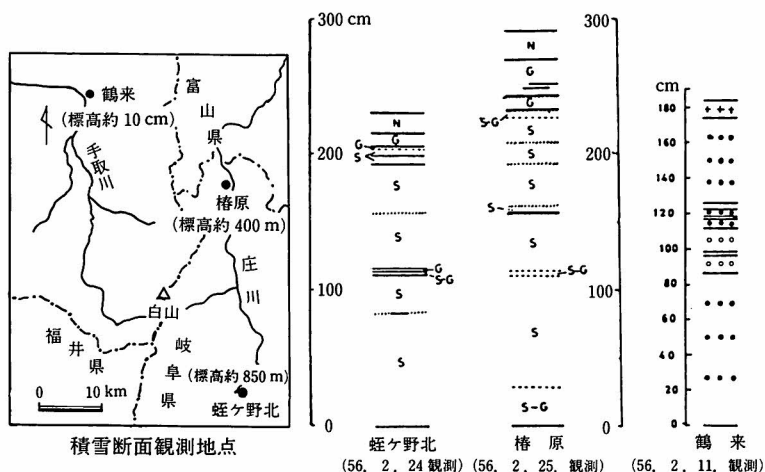 鶴来
(標高約 10 cm)
富山県
手取川
椿原
(標高約 400 m)
庄川
白山
福井県
岐阜県
(標高約 850 m)
蛭ケ野北
0 10 km
積雪断面観測地点
300 cm
200
100
0
N
G
G
S
S
S
G
S-G
S
S
蛭ケ野北
(56. 2. 24 観測)
N
G
G
S-G
S
S
S
S
S
S-G
S
S-G
椿原
(56. 2. 25. 観測)
300
200
100
0
cm
180
160
140
120
100
80
60
40
20
0
鶴来
(56. 2. 11. 観測)